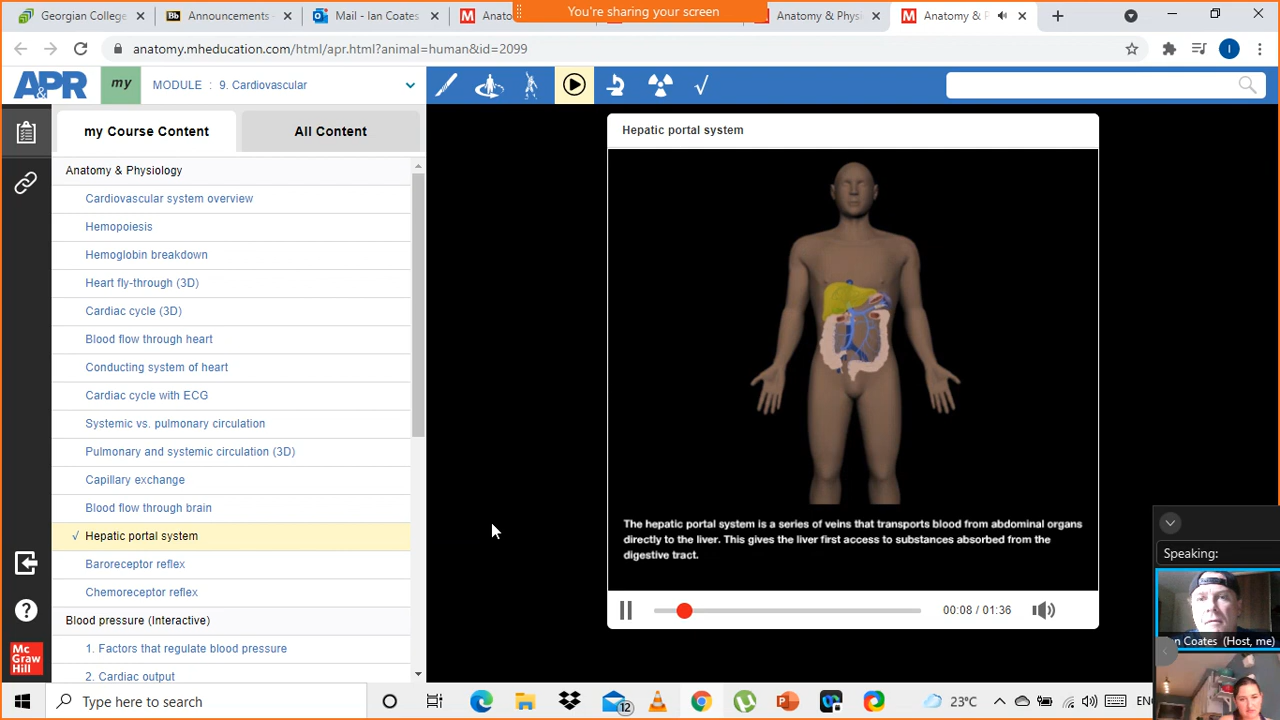 You're sharing your screen
Georgian College
Announcements
Mail - Ian Coates
Anato
Anatomy & Physi
Anatomy & P
anatomy.mheducation.com/html/apr.html?animal=human&id=2099
I
A&PR
my
MODULE : 9. Cardiovascular
my Course Content
All Content
Anatomy & Physiology
Cardiovascular system overview
Hemopoiesis
Hemoglobin breakdown
Heart fly-through (3D)
Cardiac cycle (3D)
Blood flow through heart
Conducting system of heart
Cardiac cycle with ECG
Systemic vs. pulmonary circulation
Pulmonary and systemic circulation (3D)
Capillary exchange
Blood flow through brain
√ Hepatic portal system
Baroreceptor reflex
Chemoreceptor reflex
Blood pressure (Interactive)
1. Factors that regulate blood pressure
2. Cardiac output
Mc
Graw
Hill
Hepatic portal system
The hepatic portal system is a series of veins that transports blood from abdominal organs
directly to the liver. This gives the liver first access to substances absorbed from the
digestive tract.
00:08 / 01:36
Speaking:
Coates (Host, me)
Type here to search
12
23°C